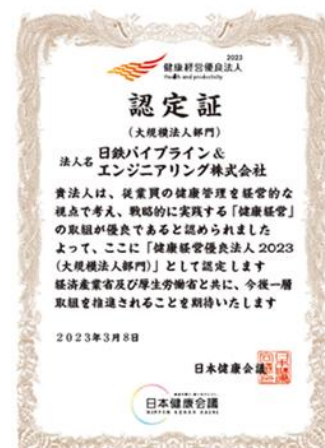 2023
健康経営優良法人
Health and productivity
認定証
(大規模法人部門)
法人名 日鉄パイプライン&
エンジニアリング株式会社
貴法人は、従業員の健康管理を経営的な
視点で考え、戦略的に実践する「健康経営」
の取組が優良であると認められました
よって、ここに「健康経営優良法人 2023
(大規模法人部門)」として認定します
経済産業省及び厚生労働省と共に、今後一層
取組を推進されることを期待いたします
2023年3月8日
日本健康会議
日本健康会議
NIPPON KENKO KAIGI